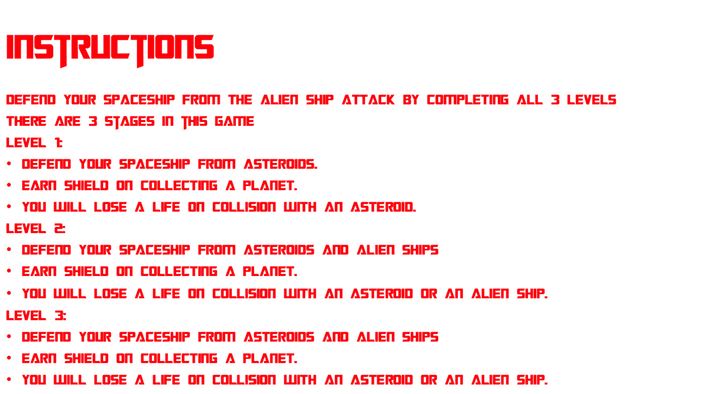 INSTRUCTIONS
DEFEND YOUR SPACESHIP FROM THE ALIEN SHIP ATTACK BY COMPLETING ALL 3 LEVELS
THERE ARE 3 STAGES IN THIS GAME
LEVEL 1:
• DEFEND YOUR SPACESHIP FROM ASTEROIDS.
• EARN SHIELD ON COLLECTING A PLANET.
• YOU WILL LOSE A LIFE ON COLLISION WITH AN ASTEROID.
LEVEL 2:
• DEFEND YOUR SPACESHIP FROM ASTEROIDS AND ALIEN SHIPS
• EARN SHIELD ON COLLECTING A PLANET.
• YOU WILL LOSE A LIFE ON COLLISION WITH AN ASTEROID OR AN ALIEN SHIP.
LEVEL 3:
• DEFEND YOUR SPACESHIP FROM ASTEROIDS AND ALIEN SHIPS
• EARN SHIELD ON COLLECTING A PLANET.
• YOU WILL LOSE A LIFE ON COLLISION WITH AN ASTEROID OR AN ALIEN SHIP.